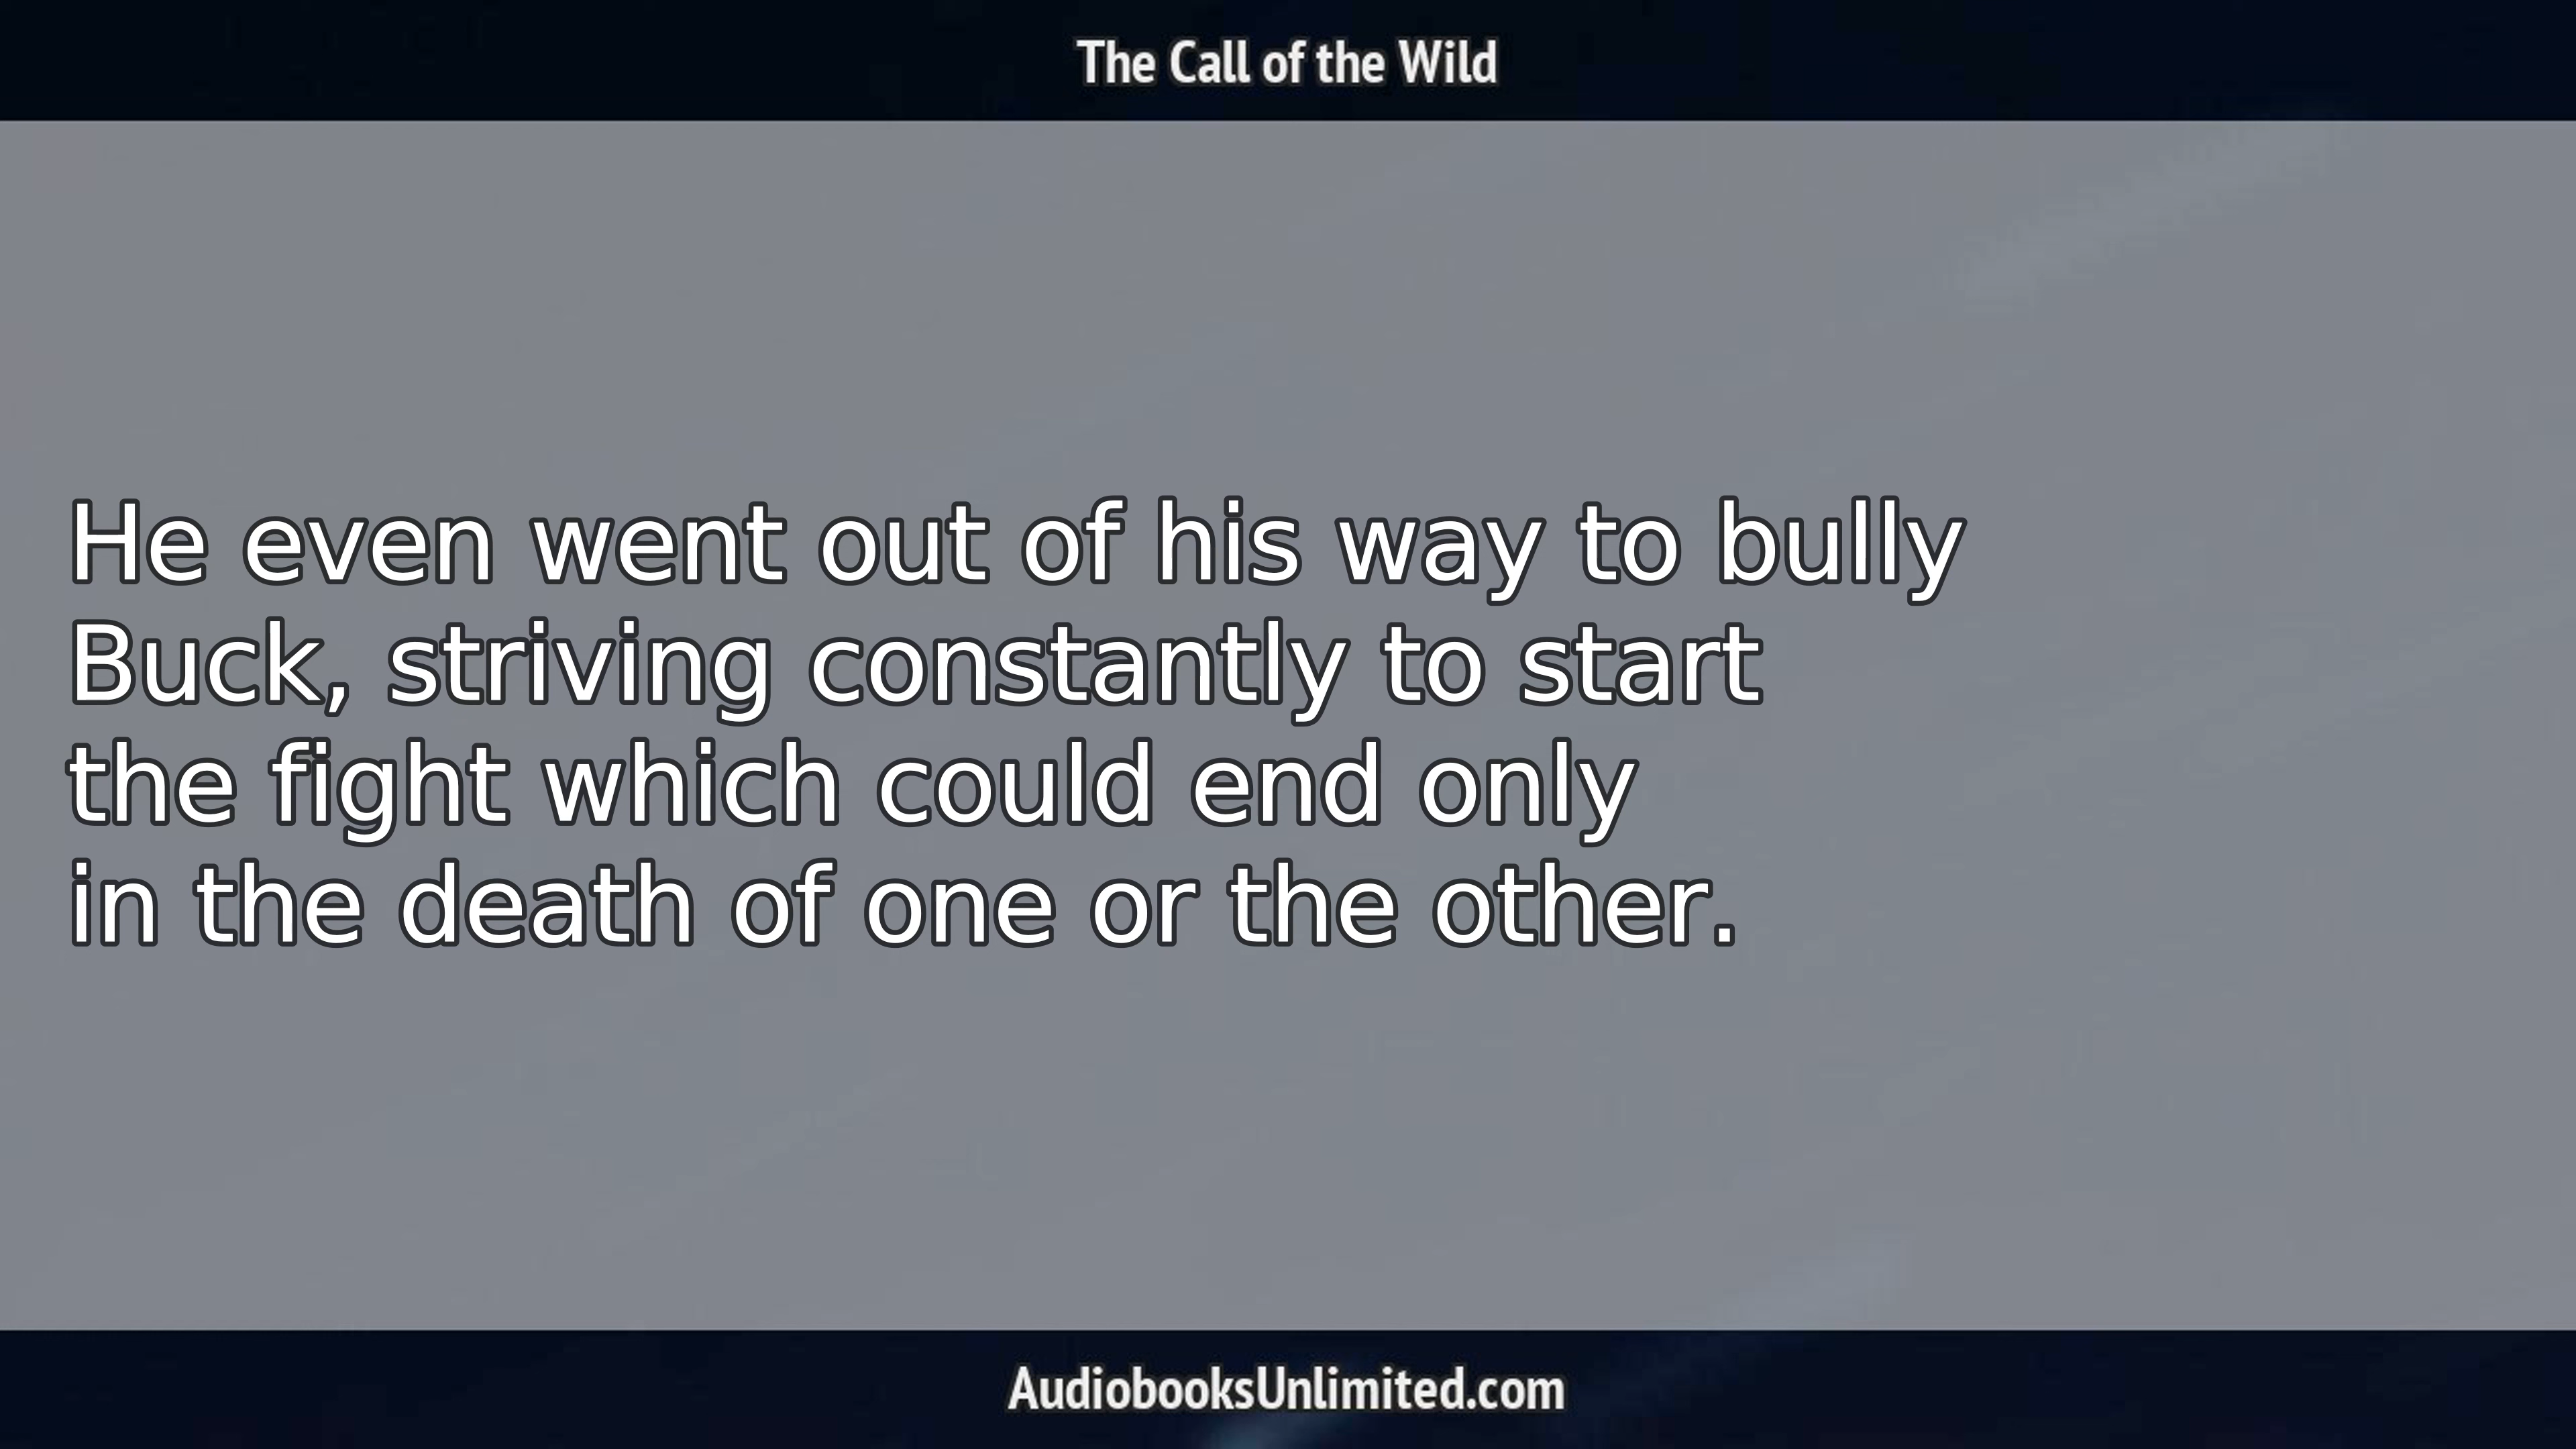 The Call of the Wild
He even went out of his way to bully
Buck, striving constantly to start
the fight which could end only
in the death of one or the other.
AudiobooksUnlimited.com